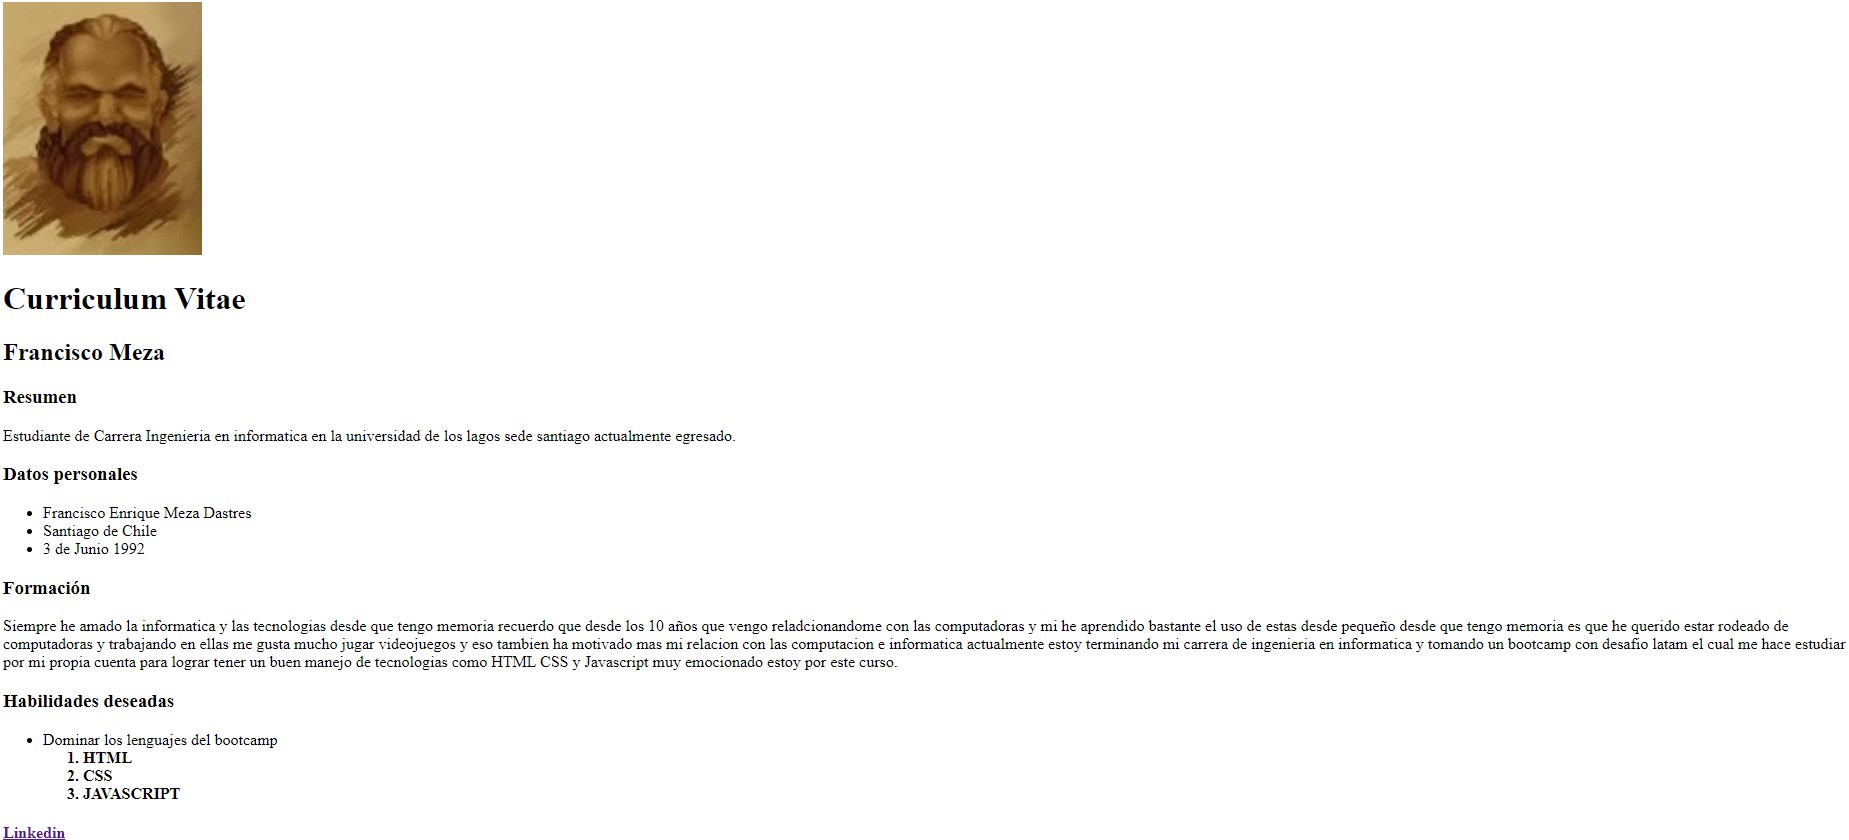 Curriculum Vitae
Francisco Meza
Resumen
Estudiante de Carrera Ingenieria en informatica en la universidad de los lagos sede santiago actualmente egresado.
Datos personales
• Francisco Enrique Meza Dastres
• Santiago de Chile
• 3 de Junio 1992
Formación
Siempre he amado la informatica y las tecnologias desde que tengo memoria recuerdo que desde los 10 años que vengo reladcionandome con las computadoras y mi he aprendido bastante el uso de estas desde pequeño desde que tengo memoria es que he querido estar rodeado de
computadoras y trabajando en ellas me gusta mucho jugar videojuegos y eso tambien ha motivado mas mi relacion con las computacion e informatica actualmente estoy terminando mi carrera de ingenieria en informatica y tomando un bootcamp con desafio latam el cual me hace estudiar
por mi propia cuenta para lograr tener un buen manejo de tecnologias como HTML CSS y Javascript muy emocionado estoy por este curso.
Habilidades deseadas
• Dominar los lenguajes del bootcamp
1. HTML
2. CSS
3. JAVASCRIPT
Linkedin